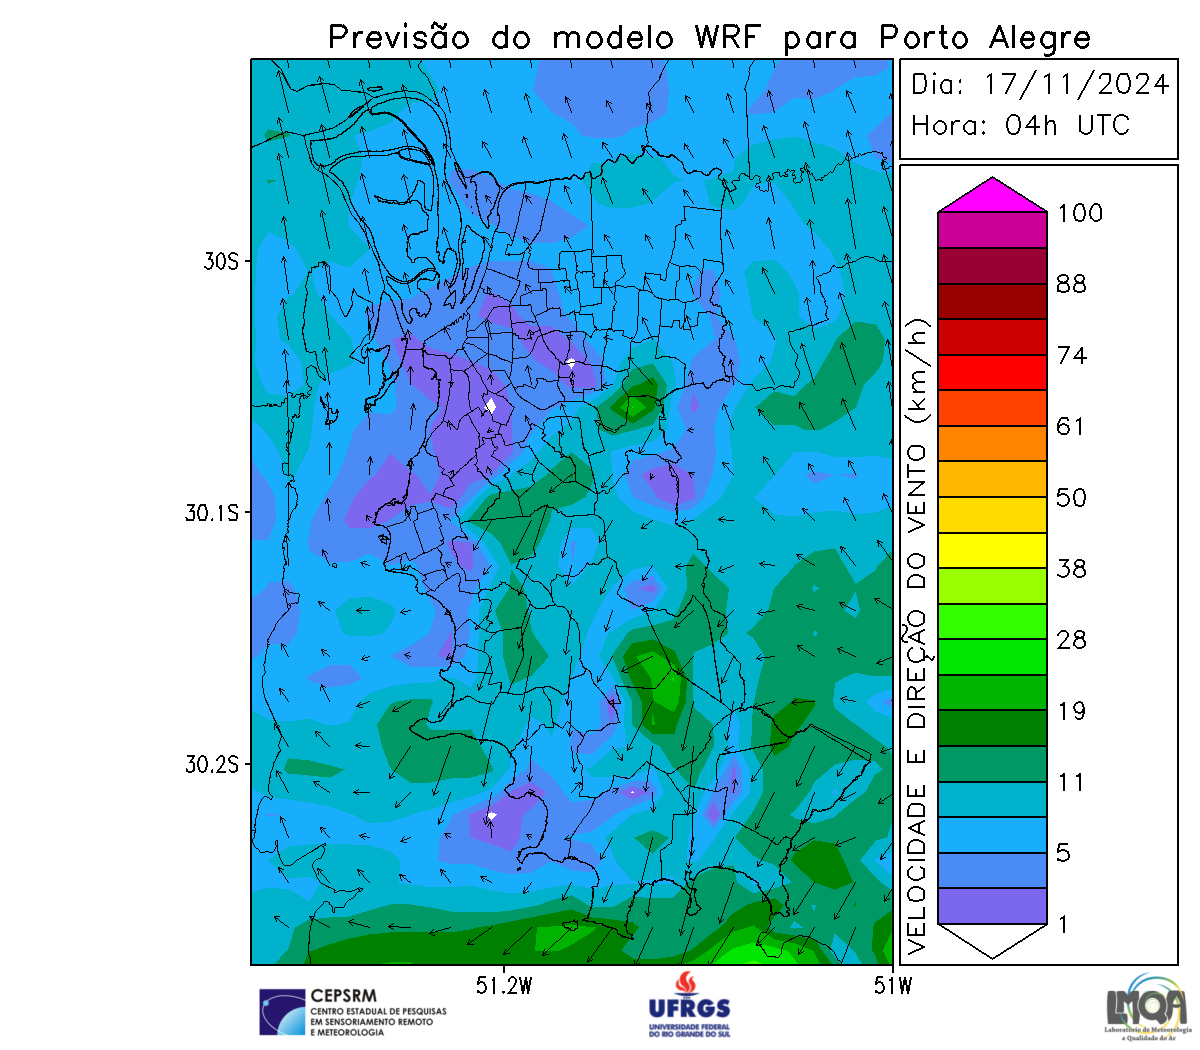 Previsão do modelo WRF para Porto Alegre
Dia: 17/11/2024
Hora: 04h UTC
30S
30.1S
30.2S
51.2W
51W
VELOCIDADE E DIREÇÃO DO VENTO (km/h)
100
88
74
61
50
38
28
19
11
5
1
CEPSRM
CENTRO ESTADUAL DE PESQUISAS
EM SENSORIAMENTO REMOTO
E METEOROLOGIA
UFRGS
UNIVERSIDADE FEDERAL
DO RIO GRANDE DO SUL
LMQA
Laboratório de Meteorologia
e Qualidade do Ar